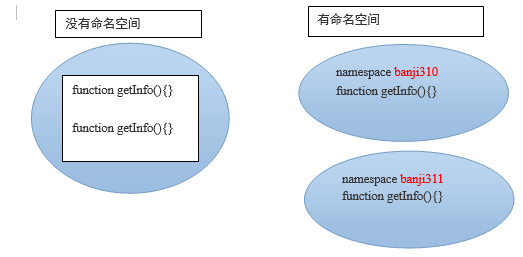 没有命名空间
function getInfo(){}
function getInfo(){}
有命名空间
namespace banji310
function getInfo(){}
namespace banji311
function getInfo(){}